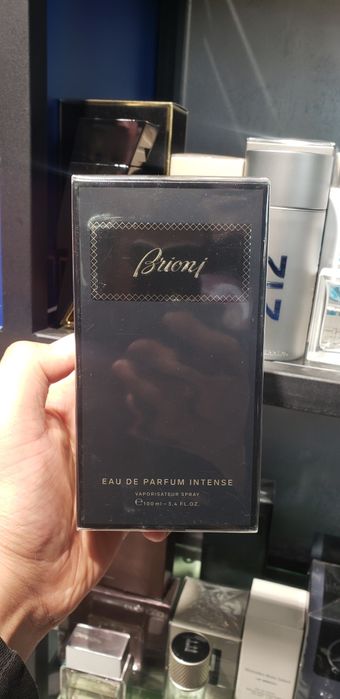 Brioni
EAU DE PARFUM INTENSE
VAPORISATEUR SPRAY
℮100ml – 3,4 FL.OZ.
212
E